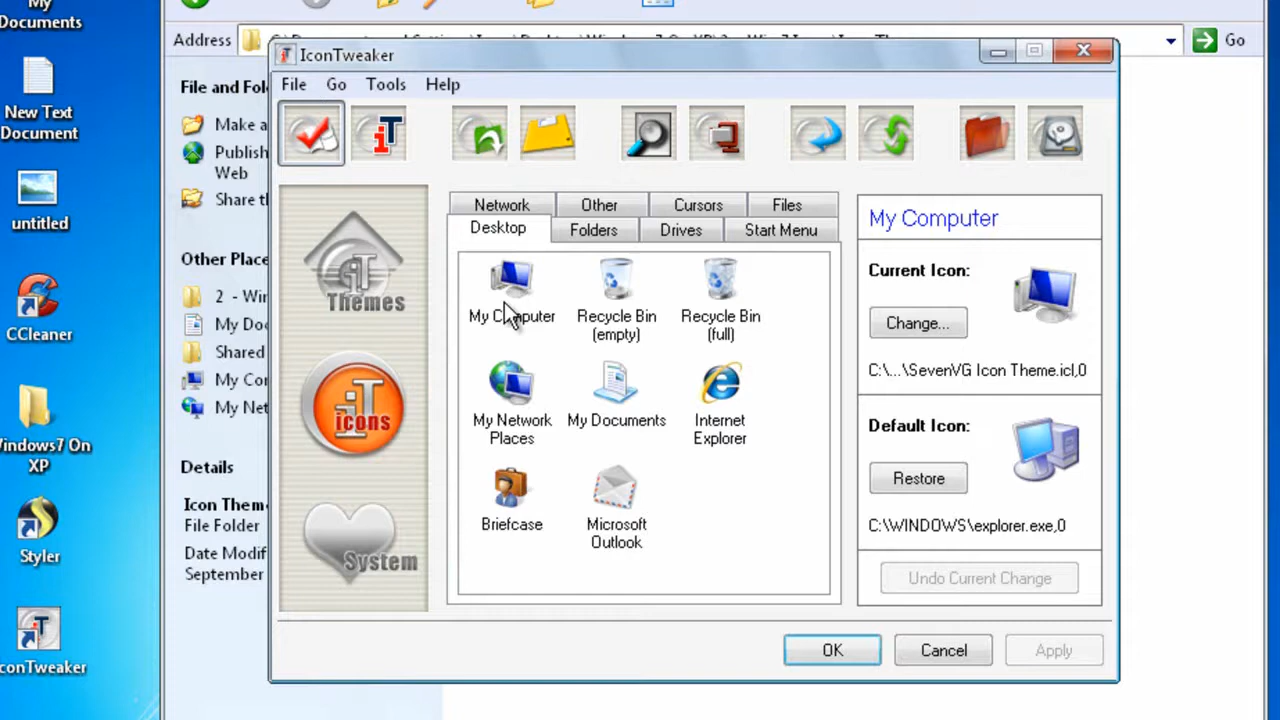 My
Documents
New Text
Document
untitled
CCleaner
Windows7 On
XP
Styler
IconTweaker
Address
Go
File and Fol
Make a
Publish
Web
Share th
Other Place
2 - Wi
My Do
Shared
My Co
My Net
Details
Icon Them
File Folder
Date Modif
September
IconTweaker
File Go Tools Help
Themes
iT
icons
System
Network Other Cursors Files
Desktop Folders Drives Start Menu
My Computer
Recycle Bin
(empty)
Recycle Bin
(full)
My Network
Places
My Documents
Internet
Explorer
Briefcase
Microsoft
Outlook
My Computer
Current Icon:
Change...
C:\...\SevenVG Icon Theme.icl,0
Default Icon:
Restore
C:\WINDOWS\explorer.exe,0
Undo Current Change
OK Cancel Apply